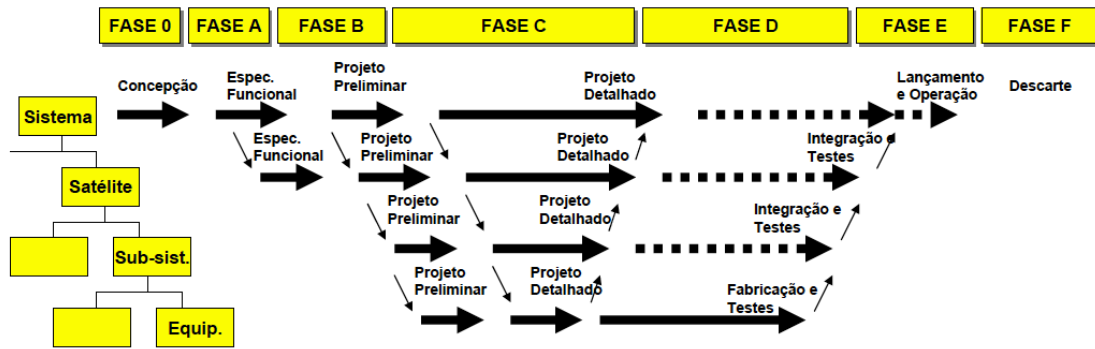 FASE 0
FASE A
FASE B
FASE C
FASE D
FASE E
FASE F
Concepção
Espec.
Funcional
Projeto
Preliminar
Projeto
Detalhado
Lançamento
e Operação
Descarte
Sistema
Espec.
Funcional
Projeto
Preliminar
Projeto
Detalhado
Integração e
Testes
Satélite
Projeto
Preliminar
Projeto
Detalhado
Integração e
Testes
Sub-sist.
Projeto
Preliminar
Projeto
Detalhado
Fabricação e
Testes
Equip.